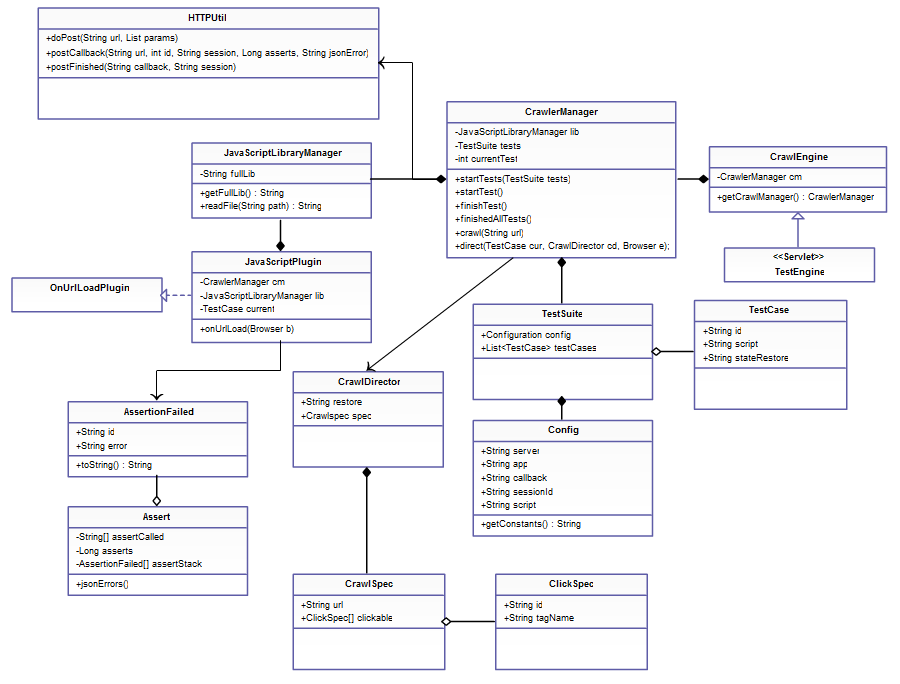 HTTPUtil
+doPost(String url, List params)
+postCallback(String url, int id, String session, Long asserts, String jsonError)
+postFinished(String callback, String session)
CrawlerManager
-JavaScriptLibraryManager lib
-TestSuite tests
-int currentTest
+startTests(TestSuite tests)
+startTest()
+finishTest()
+finishedAllTests()
+crawl(String url)
+direct(TestCase cur, CrawlDirector cd, Browser e);
JavaScriptLibraryManager
-String fullLib
+getFullLib() : String
+readFile(String path) : String
CrawlEngine
-CrawlerManager cm
+getCrawlManager() : CrawlerManager
<<Servlet>>
TestEngine
JavaScriptPlugin
-CrawlerManager cm
-JavaScriptLibraryManager lib
-TestCase current
+onUrlLoad(Browser b)
OnUrlLoadPlugin
TestSuite
+Configuration config
+List<TestCase> testCases
TestCase
+String id
+String script
+String stateRestore
CrawlDirector
+String restore
+Crawlspec spec
AssertionFailed
+String id
+String error
+toString() : String
Config
+String server
+String app
+String callback
+String sessionId
+String script
+getConstants() : String
Assert
-String[] assertCalled
-Long asserts
-AssertionFailed[] assertStack
+jsonErrors()
CrawlSpec
+String url
+ClickSpec[] clickable
ClickSpec
+String id
+String tagName